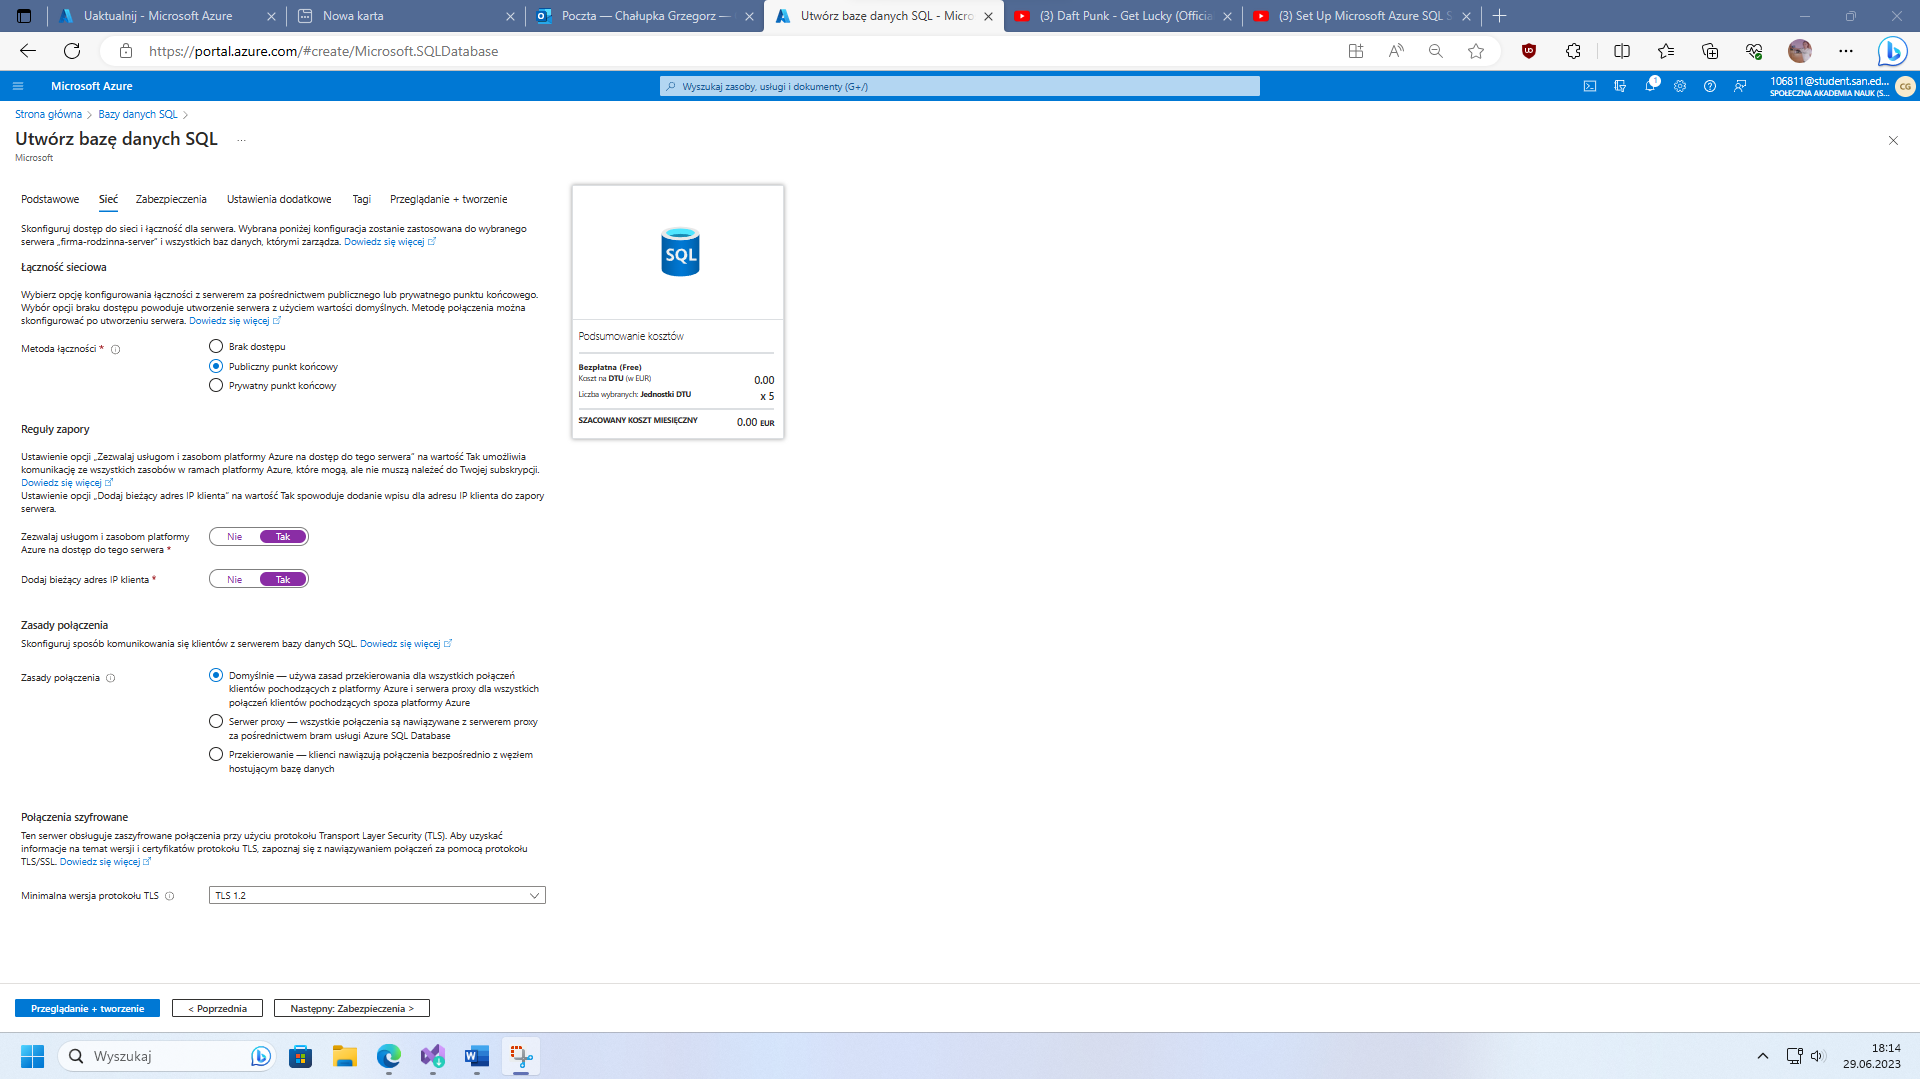 Uaktualnij - Microsoft Azure
Nowa karta
Poczta — Chałupka Grzegorz —
Utwórz bazę danych SQL - Micro
(3) Daft Punk - Get Lucky (Officia
(3) Set Up Microsoft Azure SQL S
https://portal.azure.com/#create/Microsoft.SQLDatabase
Microsoft Azure
Wyszukaj zasoby, usługi i dokumenty (G+/)
1
106811@student.san.ed...
SPOŁECZNA AKADEMIA NAUK (S...
CG
Strona główna > Bazy danych SQL >
Utwórz bazę danych SQL ...
Microsoft
Podstawowe Sieć Zabezpieczenia Ustawienia dodatkowe Tagi Przeglądanie + tworzenie
Skonfiguruj dostęp do sieci i łączność dla serwera. Wybrana poniżej konfiguracja zostanie zastosowana do wybranego
serwera „firma-rodzinna-server” i wszystkich baz danych, którymi zarządza. Dowiedz się więcej
Łączność sieciowa
Wybierz opcję konfigurowania łączności z serwerem za pośrednictwem publicznego lub prywatnego punktu końcowego.
Wybór opcji braku dostępu powoduje utworzenie serwera z użyciem wartości domyślnych. Metodę połączenia można
skonfigurować po utworzeniu serwera. Dowiedz się więcej
Metoda łączności *
Brak dostępu
Publiczny punkt końcowy
Prywatny punkt końcowy
Reguły zapory
Ustawienie opcji „Zezwalaj usługom i zasobom platformy Azure na dostęp do tego serwera” na wartość Tak umożliwia
komunikację ze wszystkich zasobów w ramach platformy Azure, które mogą, ale nie muszą należeć do Twojej subskrypcji.
Dowiedz się więcej
Ustawienie opcji „Dodaj bieżący adres IP klienta” na wartość Tak spowoduje dodanie wpisu dla adresu IP klienta do zapory
serwera.
Zezwalaj usługom i zasobom platformy
Azure na dostęp do tego serwera *
Nie Tak
Dodaj bieżący adres IP klienta *
Nie Tak
Zasady połączenia
Skonfiguruj sposób komunikowania się klientów z serwerem bazy danych SQL. Dowiedz się więcej
Zasady połączenia
Domyślnie — używa zasad przekierowania dla wszystkich połączeń
klientów pochodzących z platformy Azure i serwera proxy dla wszystkich
połączeń klientów pochodzących spoza platformy Azure
Serwer proxy — wszystkie połączenia są nawiązywane z serwerem proxy
za pośrednictwem bram usługi Azure SQL Database
Przekierowanie — klienci nawiązują połączenia bezpośrednio z węzłem
hostującym bazę danych
Połączenia szyfrowane
Ten serwer obsługuje zaszyfrowane połączenia przy użyciu protokołu Transport Layer Security (TLS). Aby uzyskać
informacje na temat wersji i certyfikatów protokołu TLS, zapoznaj się z nawiązywaniem połączeń za pomocą protokołu
TLS/SSL. Dowiedz się więcej
Minimalna wersja protokołu TLS
TLS 1.2
SQL
Podsumowanie kosztów
Bezpłatna (Free)
Koszt na DTU (w EUR) 0.00
Liczba wybranych: Jednostki DTU x 5
SZACOWANY KOSZT MIESIĘCZNY 0.00 EUR
Przeglądanie + tworzenie
< Poprzednia
Następny: Zabezpieczenia >
Wyszukaj
18:14
29.06.2023